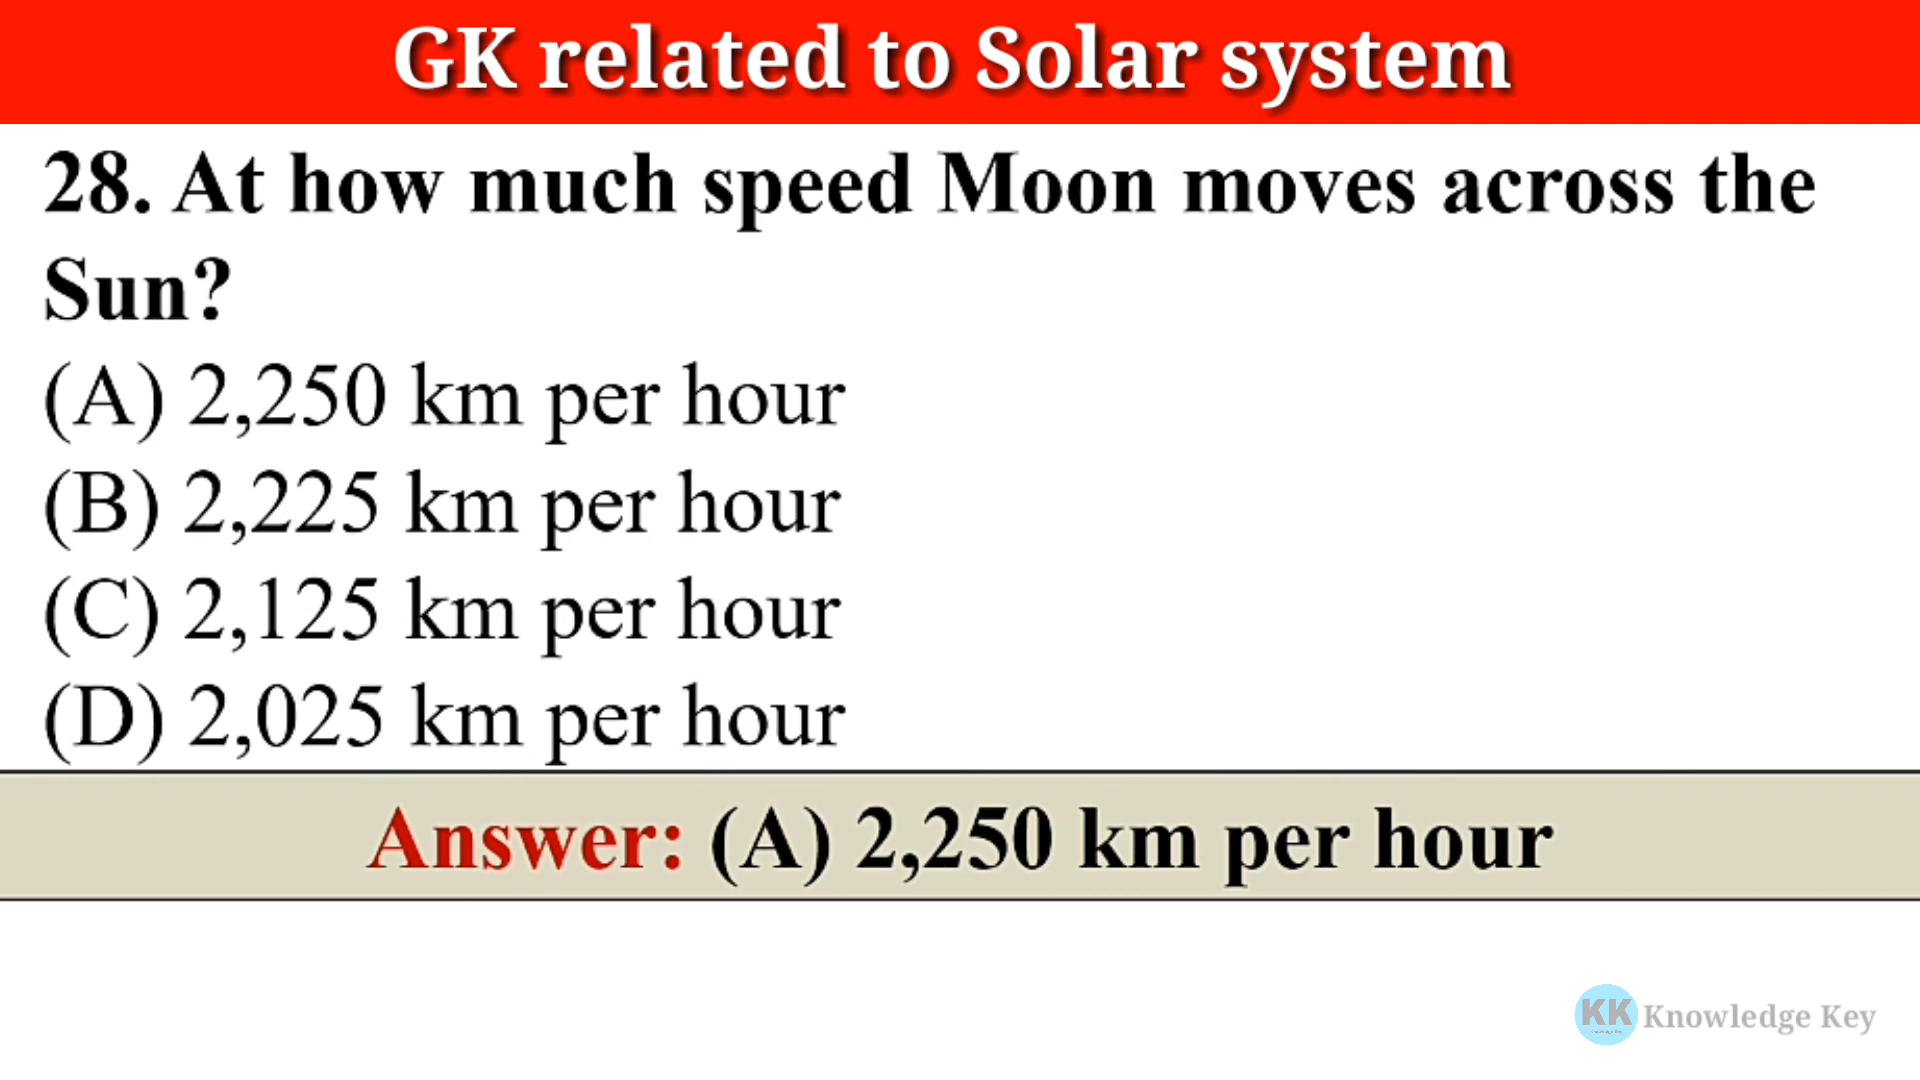 GK related to Solar system
28. At how much speed Moon moves across the
Sun?
(A) 2,250 km per hour
(B) 2,225 km per hour
(C) 2,125 km per hour
(D) 2,025 km per hour
Answer: (A) 2,250 km per hour
KK Knowledge Key